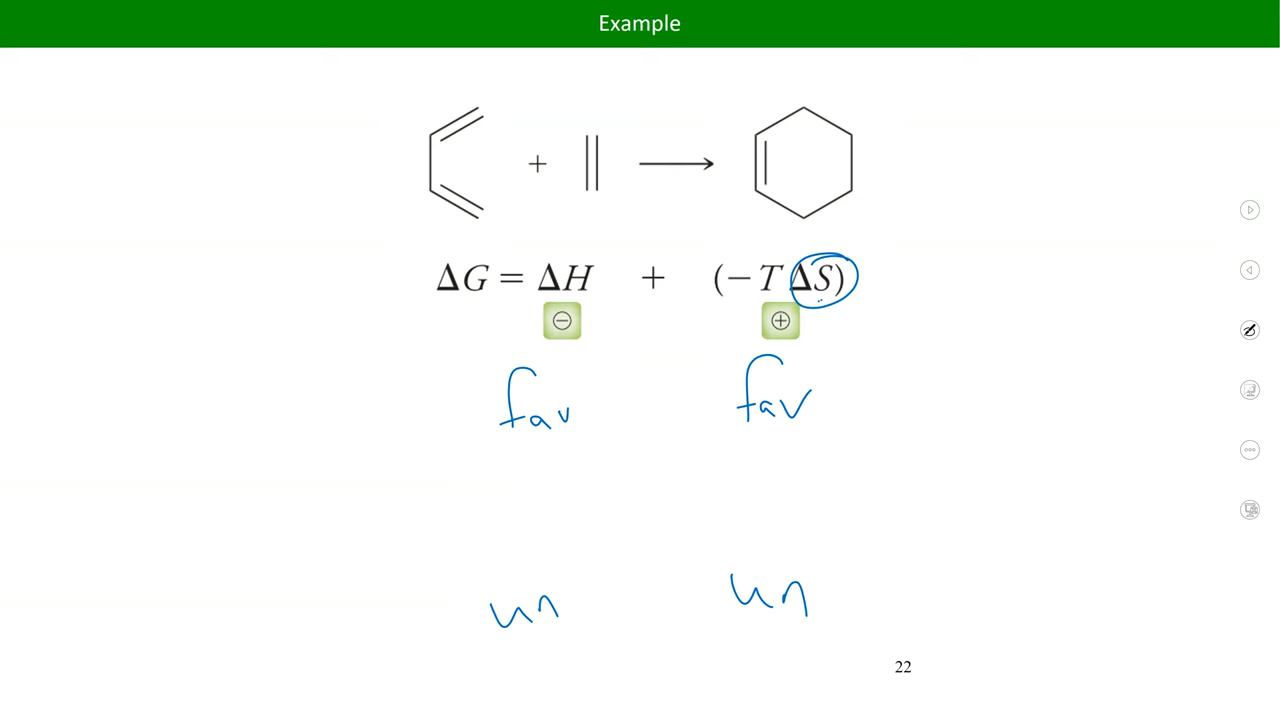 Example
+
ΔG = ΔH + (−TΔS)
⊖ ⊕
fav fav
un un
22